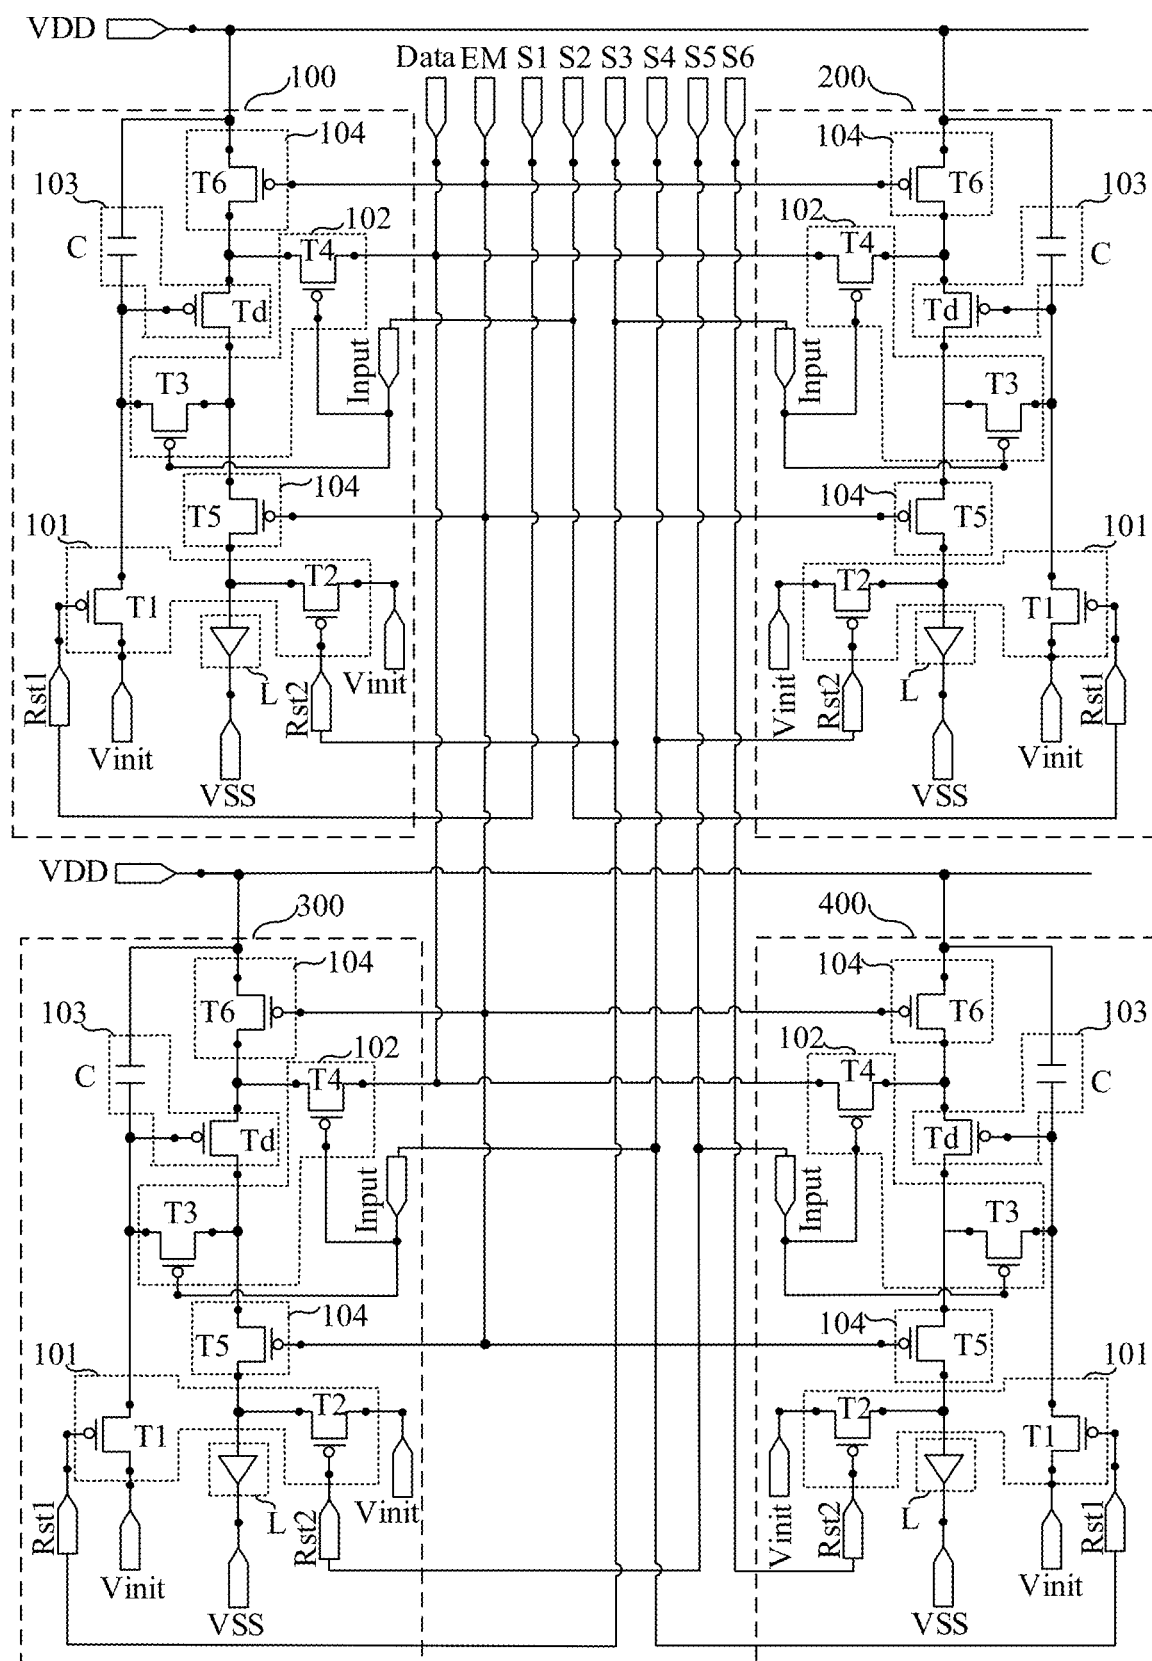 VDD
Data EM S1 S2 S3 S4 S5 S6
100
200
104
104
T6
T6
103
103
102
102
C
T4
T4
C
Td
Td
Input
Input
T3
T3
104
104
T5
T5
101
101
T2
T2
T1
T1
L
L
Rst1
Vinit
VSS
Rst2
Vinit
Vinit
Rst2
VSS
Vinit
Rst1
VDD
300
400
104
104
T6
T6
103
103
102
102
C
T4
T4
C
Td
Td
Input
Input
T3
T3
104
104
T5
T5
101
101
T2
T2
T1
T1
L
L
Rst1
Vinit
VSS
Rst2
Vinit
Vinit
Rst2
VSS
Vinit
Rst1